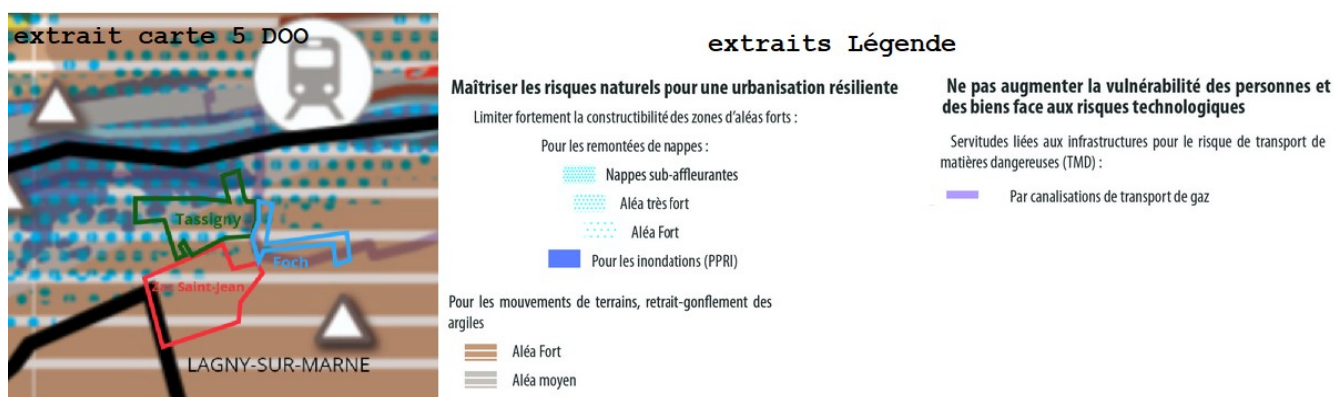 extrait carte 5 DOO
Tassigny
Foch
Zac Saint-Jean
LAGNY-SUR-MARNE
extraits Légende
Maîtriser les risques naturels pour une urbanisation résiliente
Limiter fortement la constructibilité des zones d’aléas forts :
Pour les remontées de nappes :
Nappes sub-affleurantes
Aléa très fort
Aléa Fort
Pour les inondations (PPRI)
Pour les mouvements de terrains, retrait-gonflement des
argiles
Aléa Fort
Aléa moyen
Ne pas augmenter la vulnérabilité des personnes et
des biens face aux risques technologiques
Servitudes liées aux infrastructures pour le risque de transport de
matières dangereuses (TMD) :
Par canalisations de transport de gaz